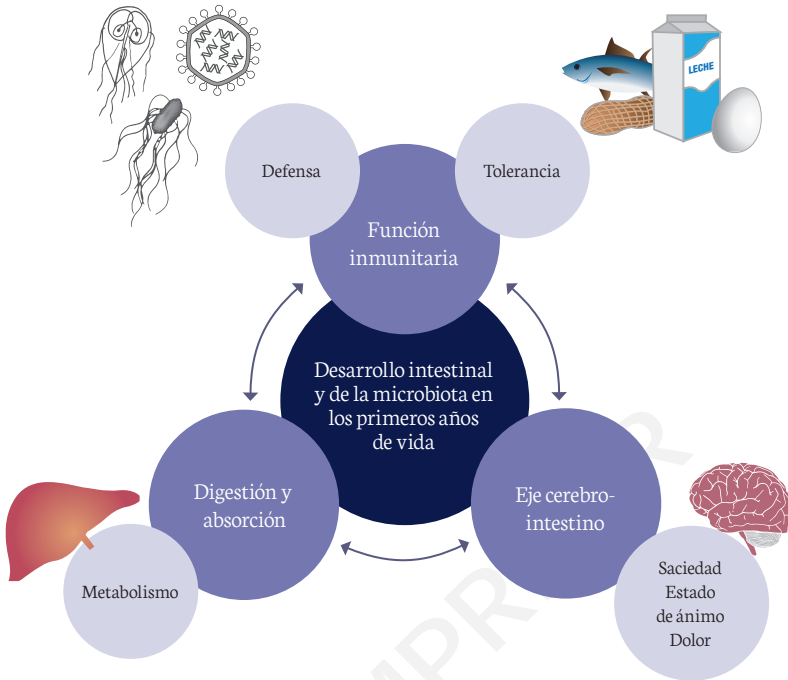 LECHE
Defensa
Tolerancia
Función
inmunitaria
Desarrollo intestinal
y de la microbiota en
los primeros años
de vida
Digestión y
absorción
Eje cerebro-
intestino
Metabolismo
Saciedad
Estado
de ánimo
Dolor